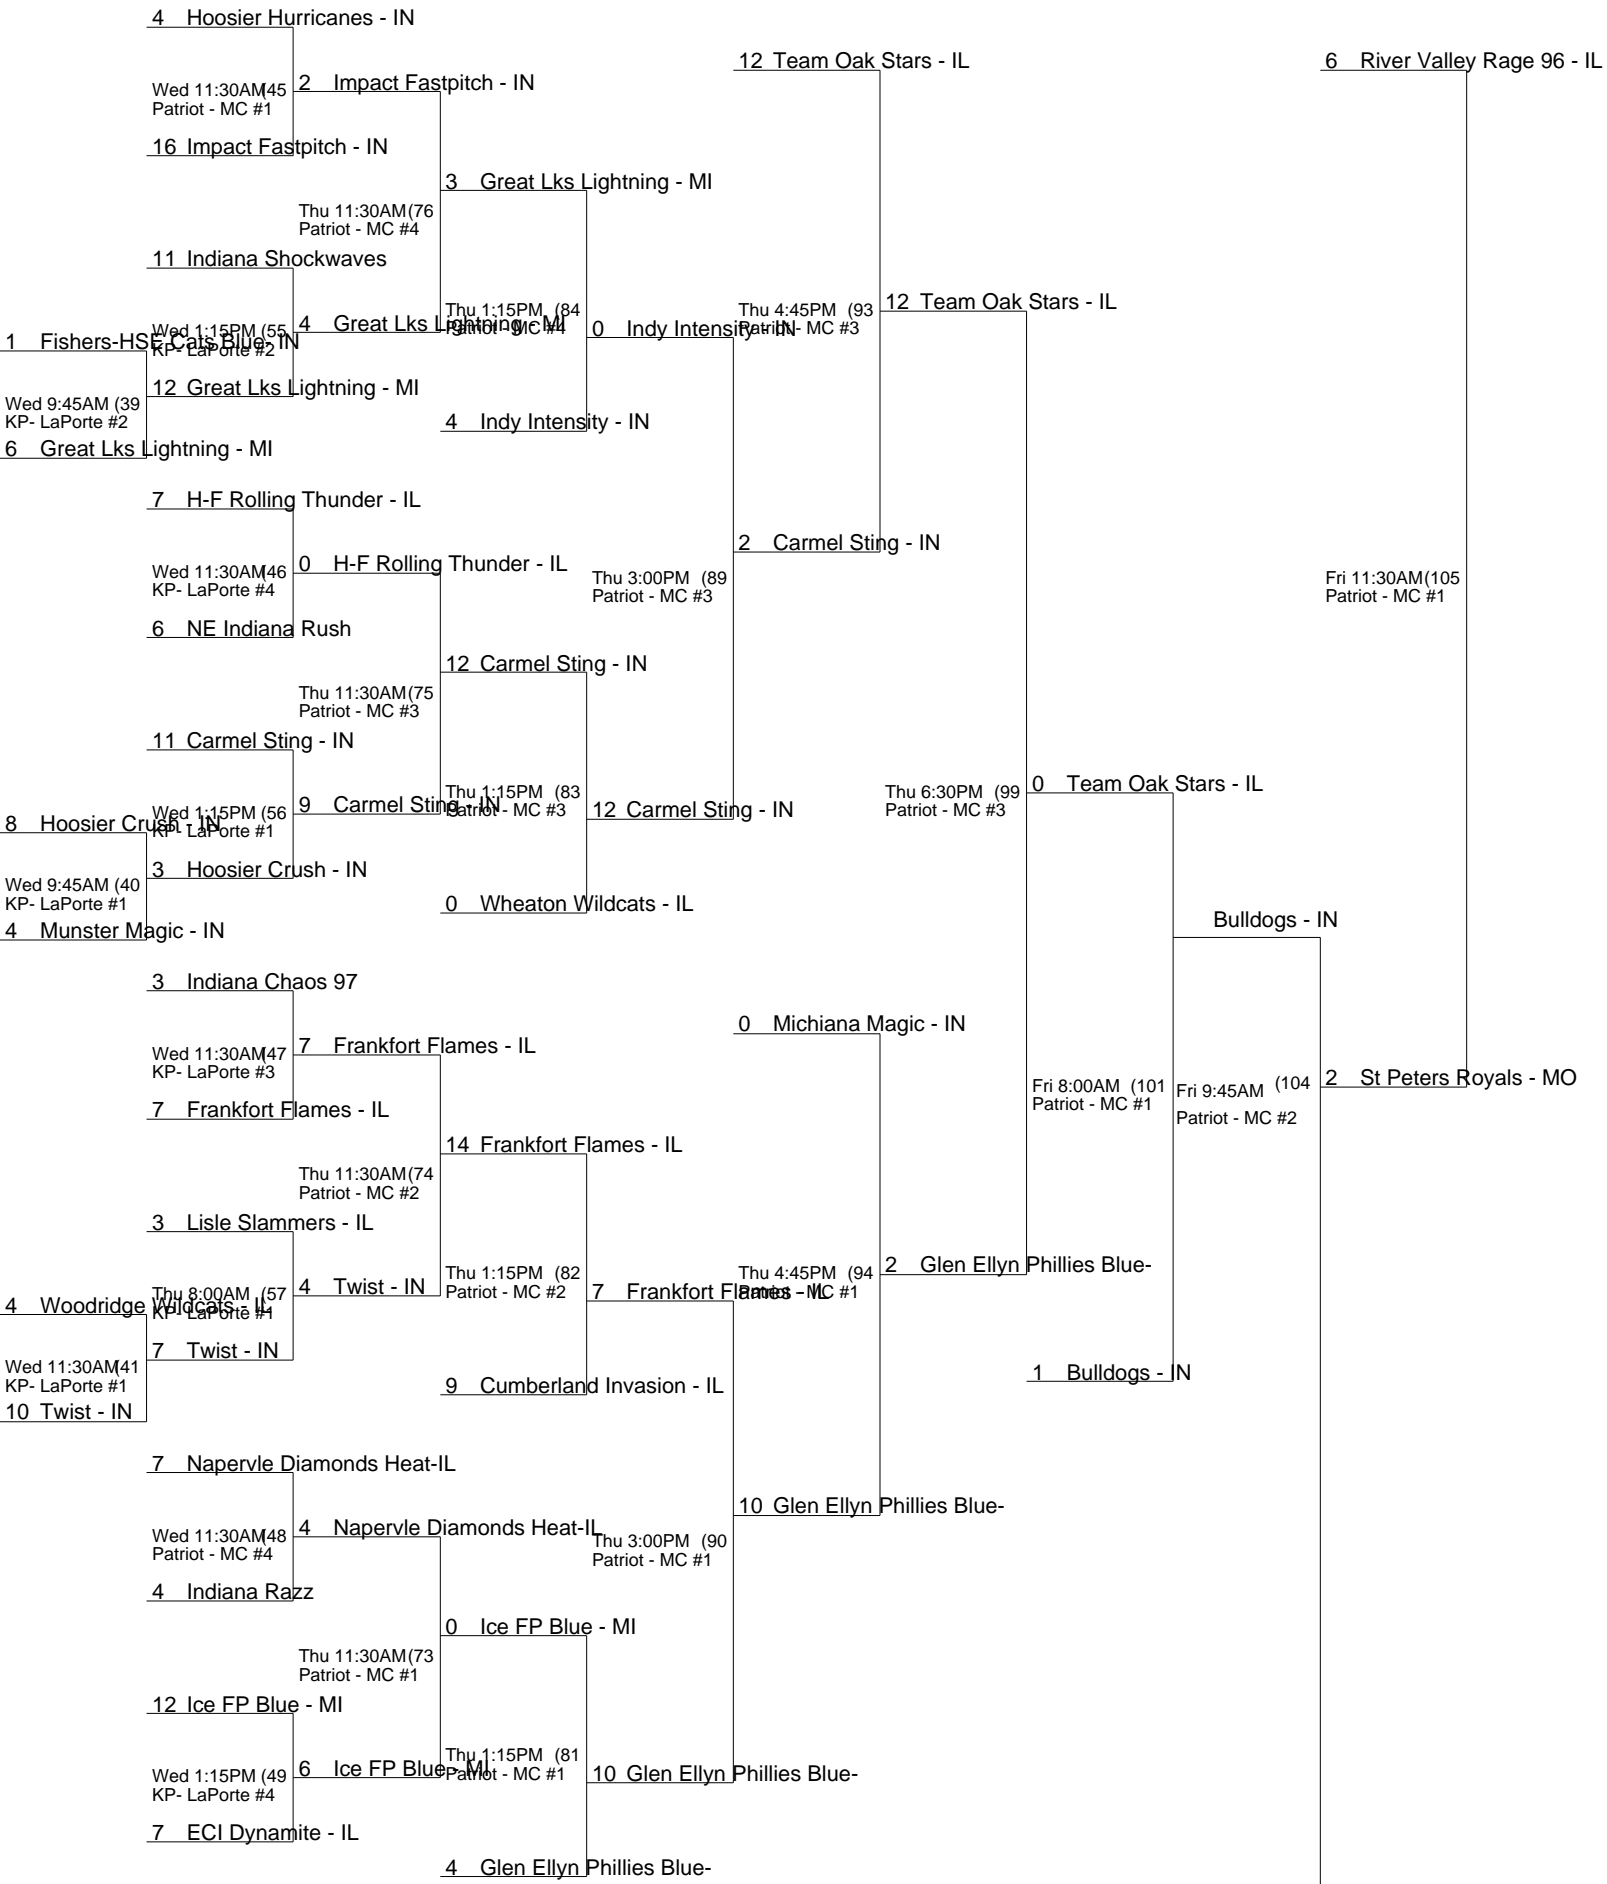 4 Hoosier Hurricanes - IN
12 Team Oak Stars - IL
6 River Valley Rage 96 - IL
Wed 11:30AM(45
Patriot - MC #1
2 Impact Fastpitch - IN
16 Impact Fastpitch - IN
3 Great Lks Lightning - MI
Thu 11:30AM(76
Patriot - MC #4
11 Indiana Shockwaves
Thu 1:15PM (84
Patriot - MC #4
Thu 4:45PM (93
Patriot - MC #3
12 Team Oak Stars - IL
Wed 1:15PM (55
KP- LaPorte #2
4 Great Lks Lightning - MI
0 Indy Intensity - IN
1 Fishers-HSE Cats Blue- IN
12 Great Lks Lightning - MI
Wed 9:45AM (39
KP- LaPorte #2
4 Indy Intensity - IN
6 Great Lks Lightning - MI
7 H-F Rolling Thunder - IL
2 Carmel Sting - IN
Wed 11:30AM(46
KP- LaPorte #4
0 H-F Rolling Thunder - IL
Thu 3:00PM (89
Patriot - MC #3
Fri 11:30AM(105
Patriot - MC #1
6 NE Indiana Rush
12 Carmel Sting - IN
Thu 11:30AM(75
Patriot - MC #3
11 Carmel Sting - IN
Thu 1:15PM (83
Patriot - MC #3
Thu 6:30PM (99
Patriot - MC #3
0 Team Oak Stars - IL
Wed 1:15PM (56
KP- LaPorte #1
9 Carmel Sting - IN
12 Carmel Sting - IN
8 Hoosier Crush - IN
3 Hoosier Crush - IN
Wed 9:45AM (40
KP- LaPorte #1
0 Wheaton Wildcats - IL
4 Munster Magic - IN
Bulldogs - IN
3 Indiana Chaos 97
0 Michiana Magic - IN
Wed 11:30AM(47
KP- LaPorte #3
7 Frankfort Flames - IL
Fri 8:00AM (101
Patriot - MC #1
Fri 9:45AM (104
Patriot - MC #2
2 St Peters Royals - MO
7 Frankfort Flames - IL
14 Frankfort Flames - IL
Thu 11:30AM(74
Patriot - MC #2
3 Lisle Slammers - IL
Thu 1:15PM (82
Patriot - MC #2
Thu 4:45PM (94
Patriot - MC #1
2 Glen Ellyn Phillies Blue-
Thu 8:00AM (57
KP- LaPorte #1
4 Twist - IN
7 Frankfort Flames - IL
4 Woodridge Wildcats - IL
7 Twist - IN
Wed 11:30AM(41
KP- LaPorte #1
1 Bulldogs - IN
9 Cumberland Invasion - IL
10 Twist - IN
7 Napervle Diamonds Heat-IL
10 Glen Ellyn Phillies Blue-
Wed 11:30AM(48
Patriot - MC #4
4 Napervle Diamonds Heat-IL
Thu 3:00PM (90
Patriot - MC #1
4 Indiana Razz
0 Ice FP Blue - MI
Thu 11:30AM(73
Patriot - MC #1
12 Ice FP Blue - MI
Thu 1:15PM (81
Patriot - MC #1
Wed 1:15PM (49
KP- LaPorte #4
6 Ice FP Blue - MI
10 Glen Ellyn Phillies Blue-
7 ECI Dynamite - IL
4 Glen Ellyn Phillies Blue-